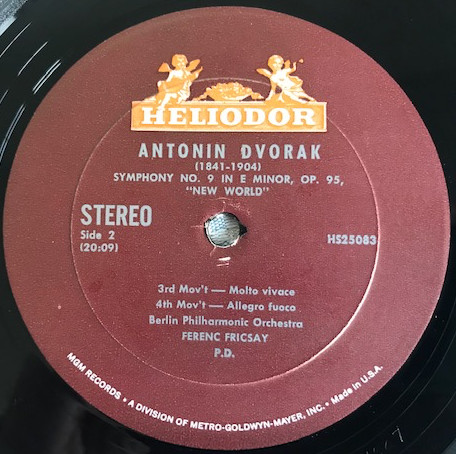 HELIODOR
ANTONIN DVORAK
(1841-1904)
SYMPHONY NO. 9 IN E MINOR, OP. 95,
"NEW WORLD"
STEREO
Side 2
(20:09)
HS25083
3rd Mov't — Molto vivace
4th Mov't — Allegro fuoco
Berlin Philharmonic Orchestra
FERENC FRICSAY
P.D.
MGM RECORDS • A DIVISION OF METRO-GOLDWYN-MAYER, INC. • Made in U.S.A.